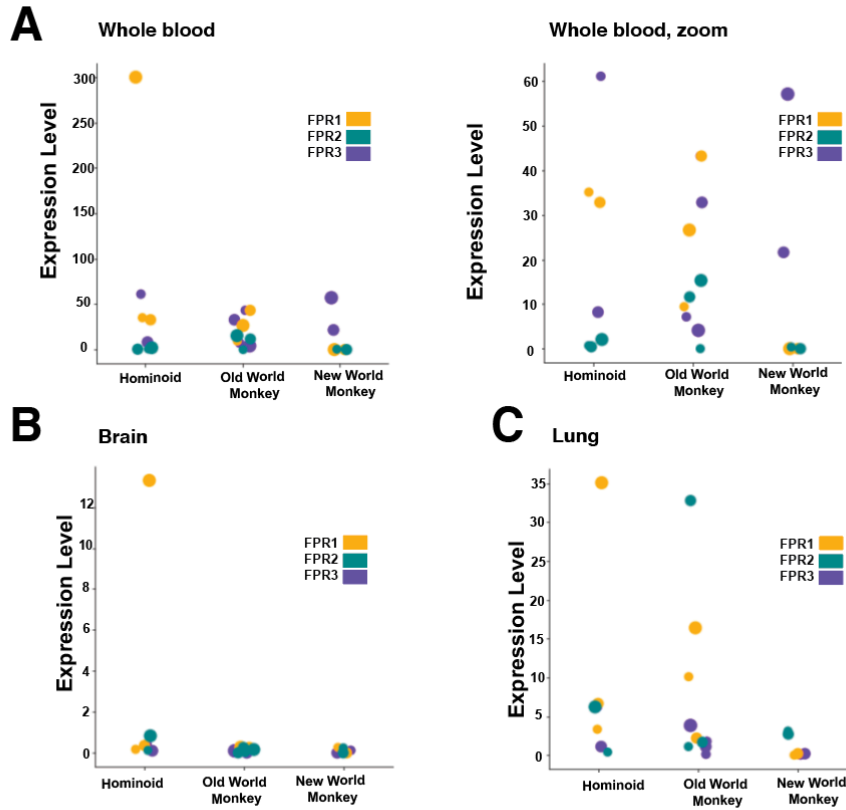 A
Whole blood
Expression Level
300
250
200
150
100
50
0
FPR1
FPR2
FPR3
Hominoid
Old World
Monkey
New World
Monkey
Whole blood, zoom
Expression Level
60
50
40
30
20
10
0
FPR1
FPR2
FPR3
Hominoid
Old World
Monkey
New World
Monkey
B
Brain
Expression Level
12
10
8
6
4
2
0
FPR1
FPR2
FPR3
Hominoid
Old World
Monkey
New World
Monkey
C
Lung
Expression Level
35
30
25
20
15
10
5
0
FPR1
FPR2
FPR3
Hominoid
Old World
Monkey
New World
Monkey